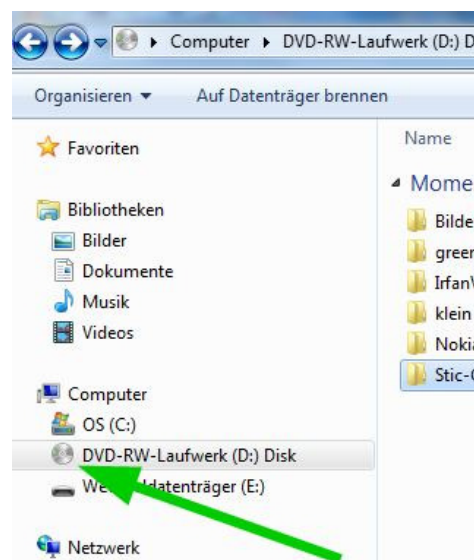 Computer ▸ DVD-RW-Laufwerk (D:) D
Organisieren ▾ Auf Datenträger brennen
Favoriten
Bibliotheken
Bilder
Dokumente
Musik
Videos
Computer
OS (C:)
DVD-RW-Laufwerk (D:) Disk
(E:)
Netzwerk
Name
Mome
Bilde
green
Irfan
klein
Nokia
Stic-